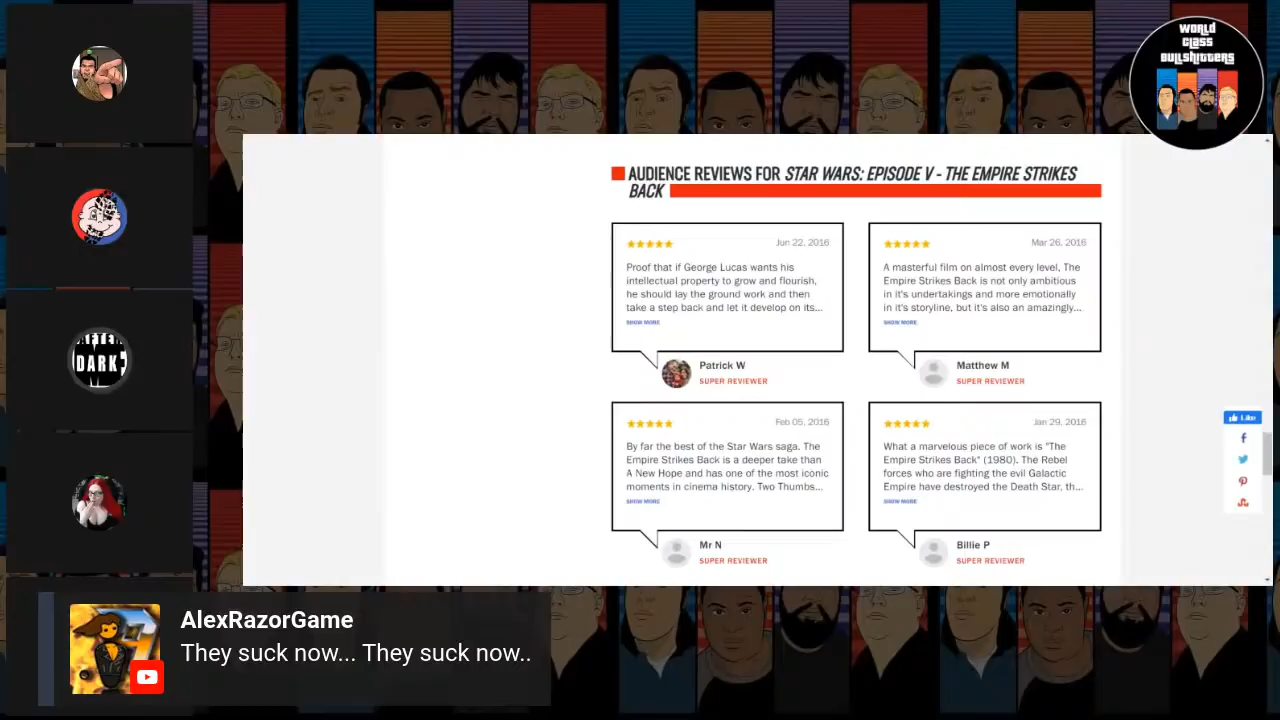 WORLD
CLASS
BULLSHITTERS
AUDIENCE REVIEWS FOR STAR WARS: EPISODE V - THE EMPIRE STRIKES
BACK
Jun 22, 2016
Proof that if George Lucas wants his
intellectual property to grow and flourish,
he should lay the ground work and then
take a step back and let it develop on its...
SHOW MORE
Patrick W
SUPER REVIEWER
Mar 26, 2016
A masterful film on almost every level, The
Empire Strikes Back is not only ambitious
in it's undertakings and more emotionally
in it's storyline, but it's also an amazingly...
SHOW MORE
Matthew M
SUPER REVIEWER
Feb 05, 2016
By far the best of the Star Wars saga. The
Empire Strikes Back is a deeper take than
A New Hope and has one of the most iconic
moments in cinema history. Two Thumbs...
SHOW MORE
Mr N
SUPER REVIEWER
Jan 29, 2016
What a marvelous piece of work is "The
Empire Strikes Back" (1980). The Rebel
forces who are fighting the evil Galactic
Empire have destroyed the Death Star, th...
SHOW MORE
Billie P
SUPER REVIEWER
Like
AFTER
DARK
AlexRazorGame
They suck now... They suck now..